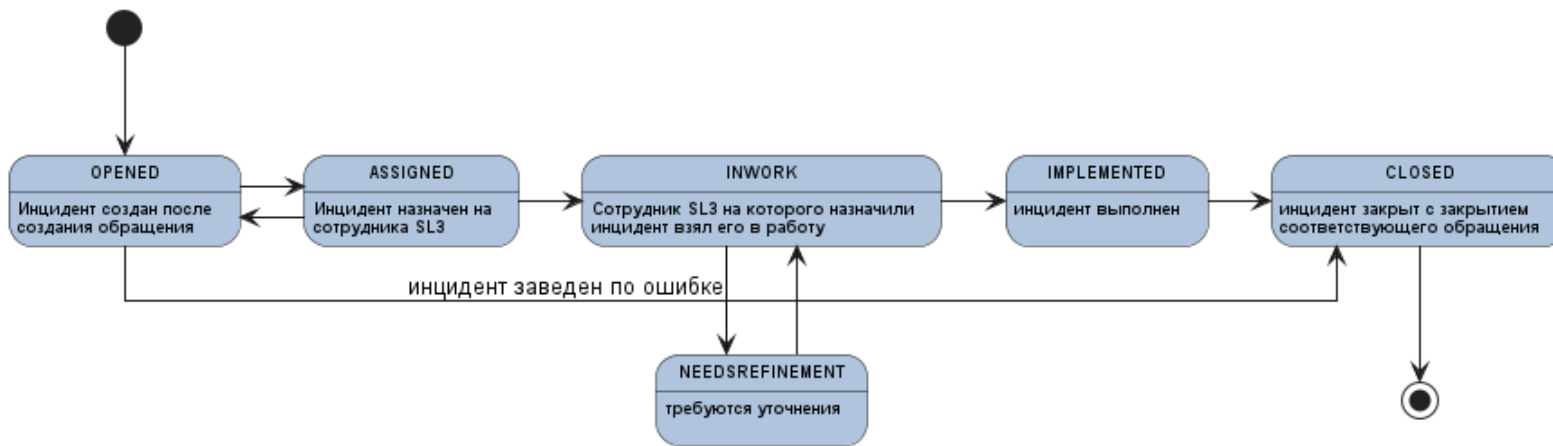 OPENED
Инцидент создан после
создания обращения
ASSIGNED
Инцидент назначен на
сотрудника SL3
INWORK
Сотрудник SL3 на которого назначили
инцидент взял его в работу
IMPLEMENTED
инцидент выполнен
CLOSED
инцидент закрыт с закрытием
соответствующего обращения
инцидент заведен по ошибке
NEEDSREFINEMENT
требуются уточнения